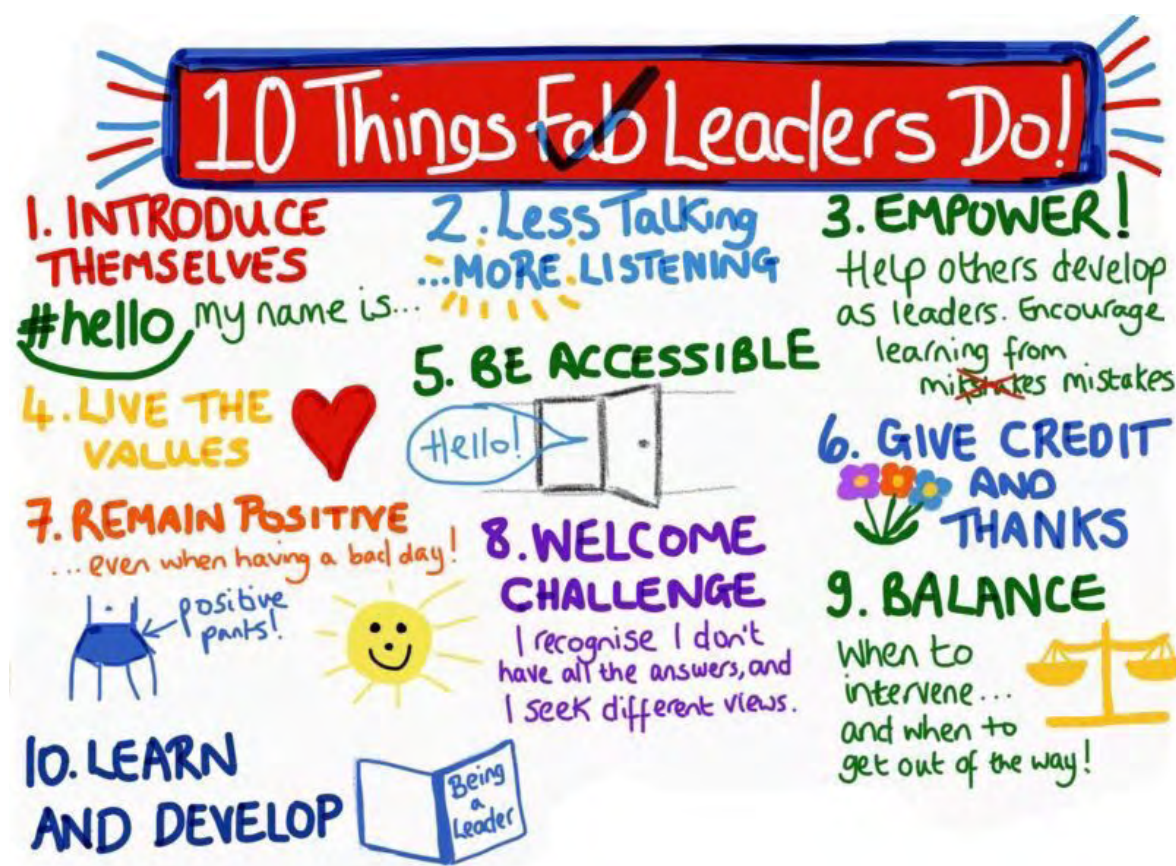 10 Things Fab Leaders Do!
1. INTRODUCE
THEMSELVES
#hello my name is...
2. Less Talking
...MORE LISTENING
3. EMPOWER!
Help others develop
as leaders. Encourage
learning from
mistakes
4. LIVE THE
VALUES
5. BE ACCESSIBLE
Hello!
6. GIVE CREDIT
AND
THANKS
7. REMAIN POSITIVE
...even when having a bad day!
positive
pants!
8. WELCOME
CHALLENGE
I recognise I don't
have all the answers, and
I seek different views.
9. BALANCE
When to
intervene...
and when to
get out of the way!
10. LEARN
AND DEVELOP
Being
a
Leader